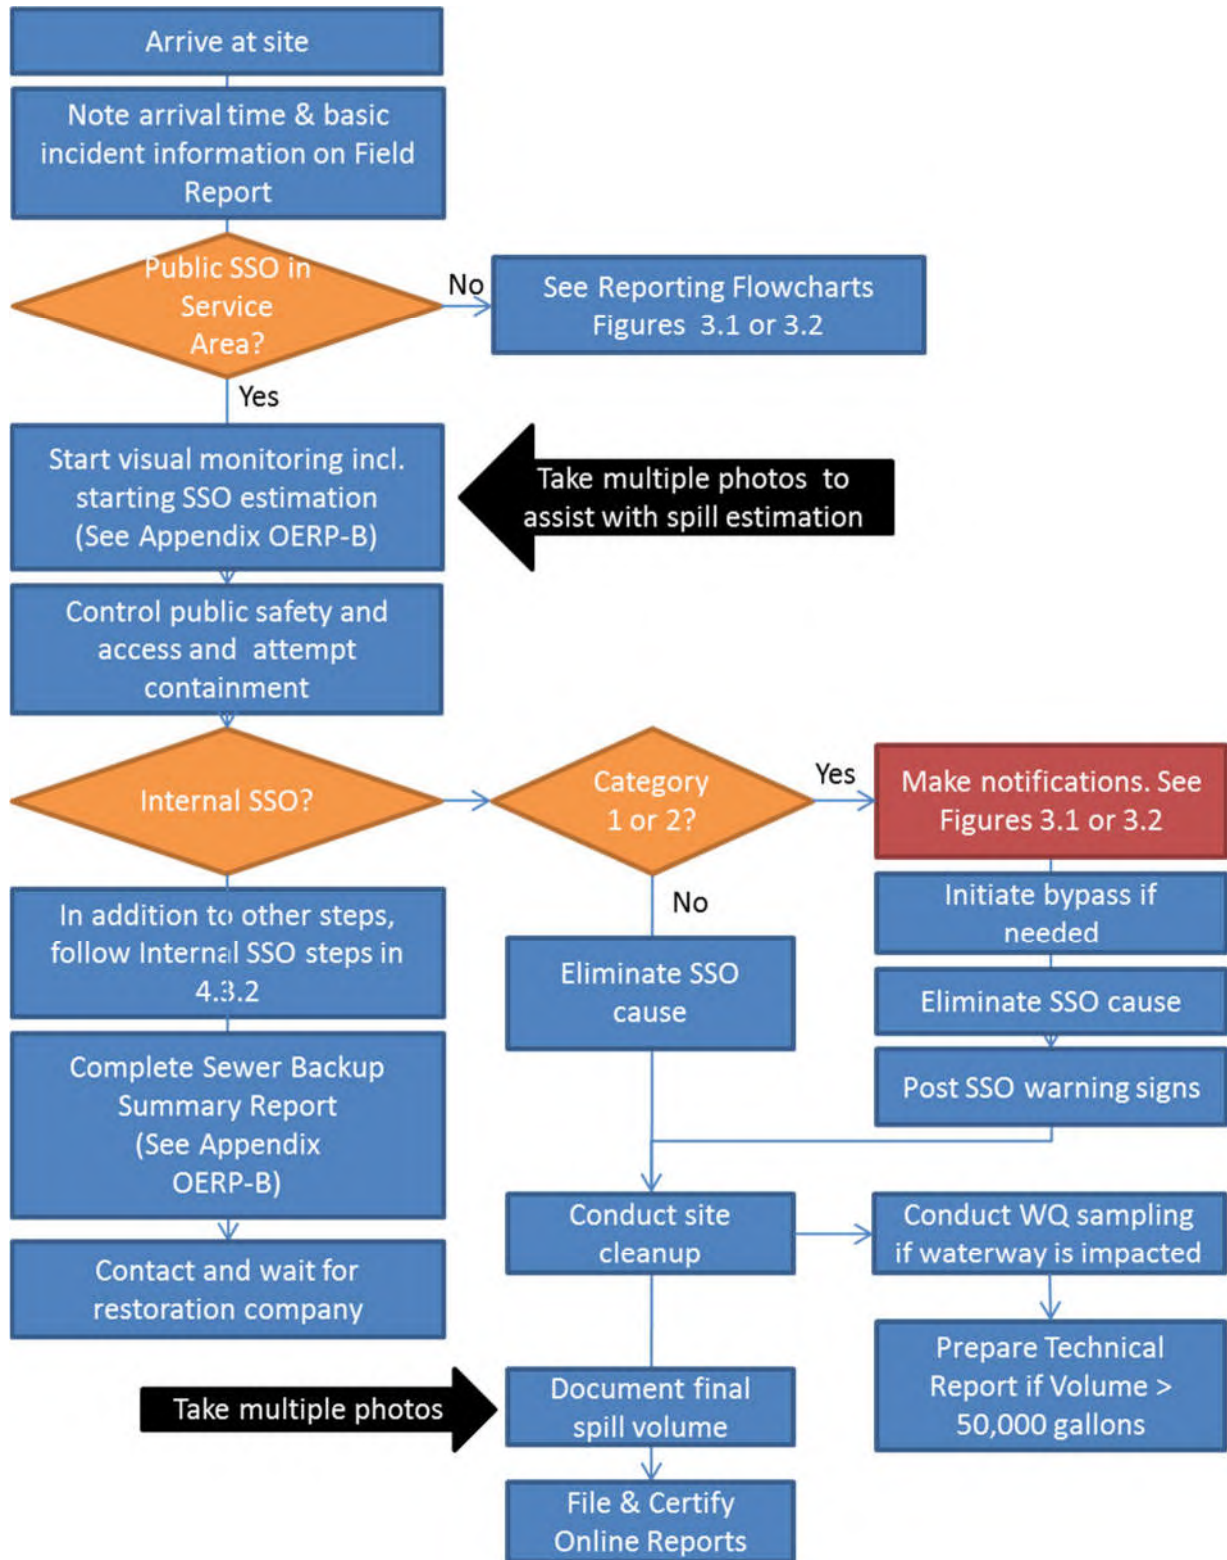 Arrive at site
Note arrival time & basic
incident information on Field
Report
Public SSO in
Service
Area?
No
See Reporting Flowcharts
Figures 3.1 or 3.2
Yes
Start visual monitoring incl.
starting SSO estimation
(See Appendix OERP-B)
Take multiple photos to
assist with spill estimation
Control public safety and
access and attempt
containment
Internal SSO?
Category
1 or 2?
Yes
Make notifications. See
Figures 3.1 or 3.2
No
In addition to other steps,
follow Internal SSO steps in
4.3.2
Eliminate SSO
cause
Initiate bypass if
needed
Eliminate SSO cause
Post SSO warning signs
Complete Sewer Backup
Summary Report
(See Appendix
OERP-B)
Contact and wait for
restoration company
Conduct site
cleanup
Conduct WQ sampling
if waterway is impacted
Prepare Technical
Report if Volume >
50,000 gallons
Take multiple photos
Document final
spill volume
File & Certify
Online Reports